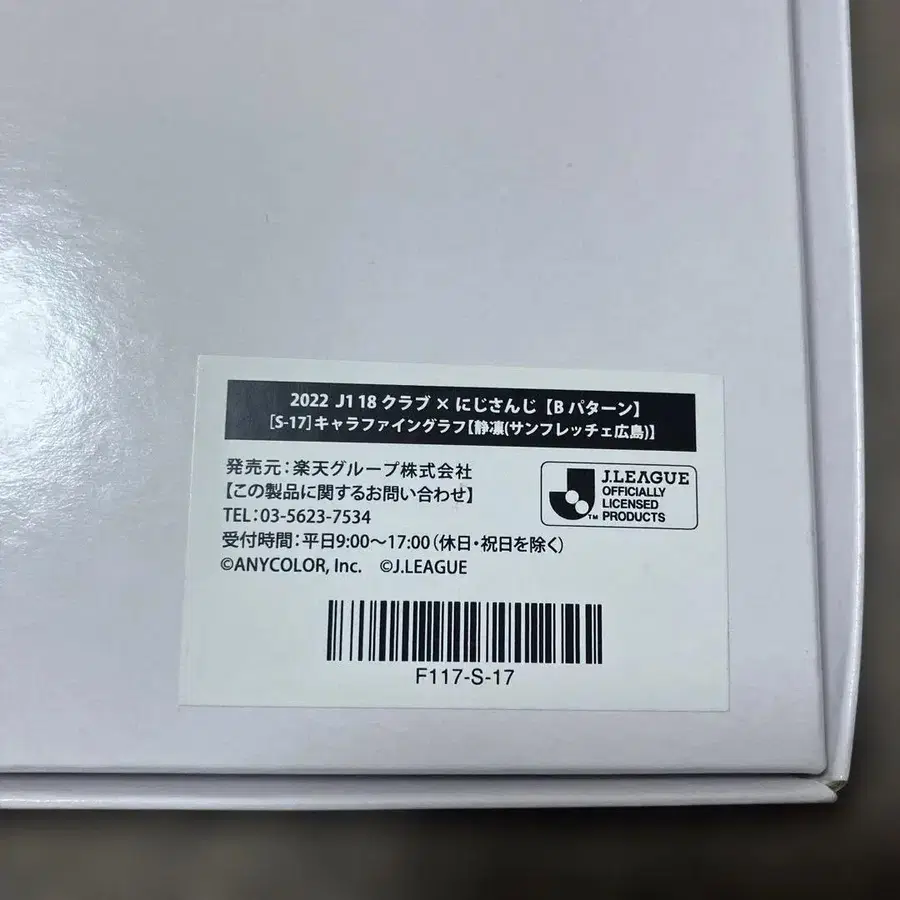 2022 J1 18 クラブ × にじさんじ【B パターン】
[S-17]キャラファイングラフ【静凛(サンフレッチェ広島)】
発売元：楽天グループ株式会社
【この製品に関するお問い合わせ】
TEL：03-5623-7534
受付時間：平日9:00〜17:00（休日・祝日を除く）
©ANYCOLOR, Inc. ©J.LEAGUE
J.LEAGUE
OFFICIALLY
LICENSED
™ PRODUCTS
F117-S-17